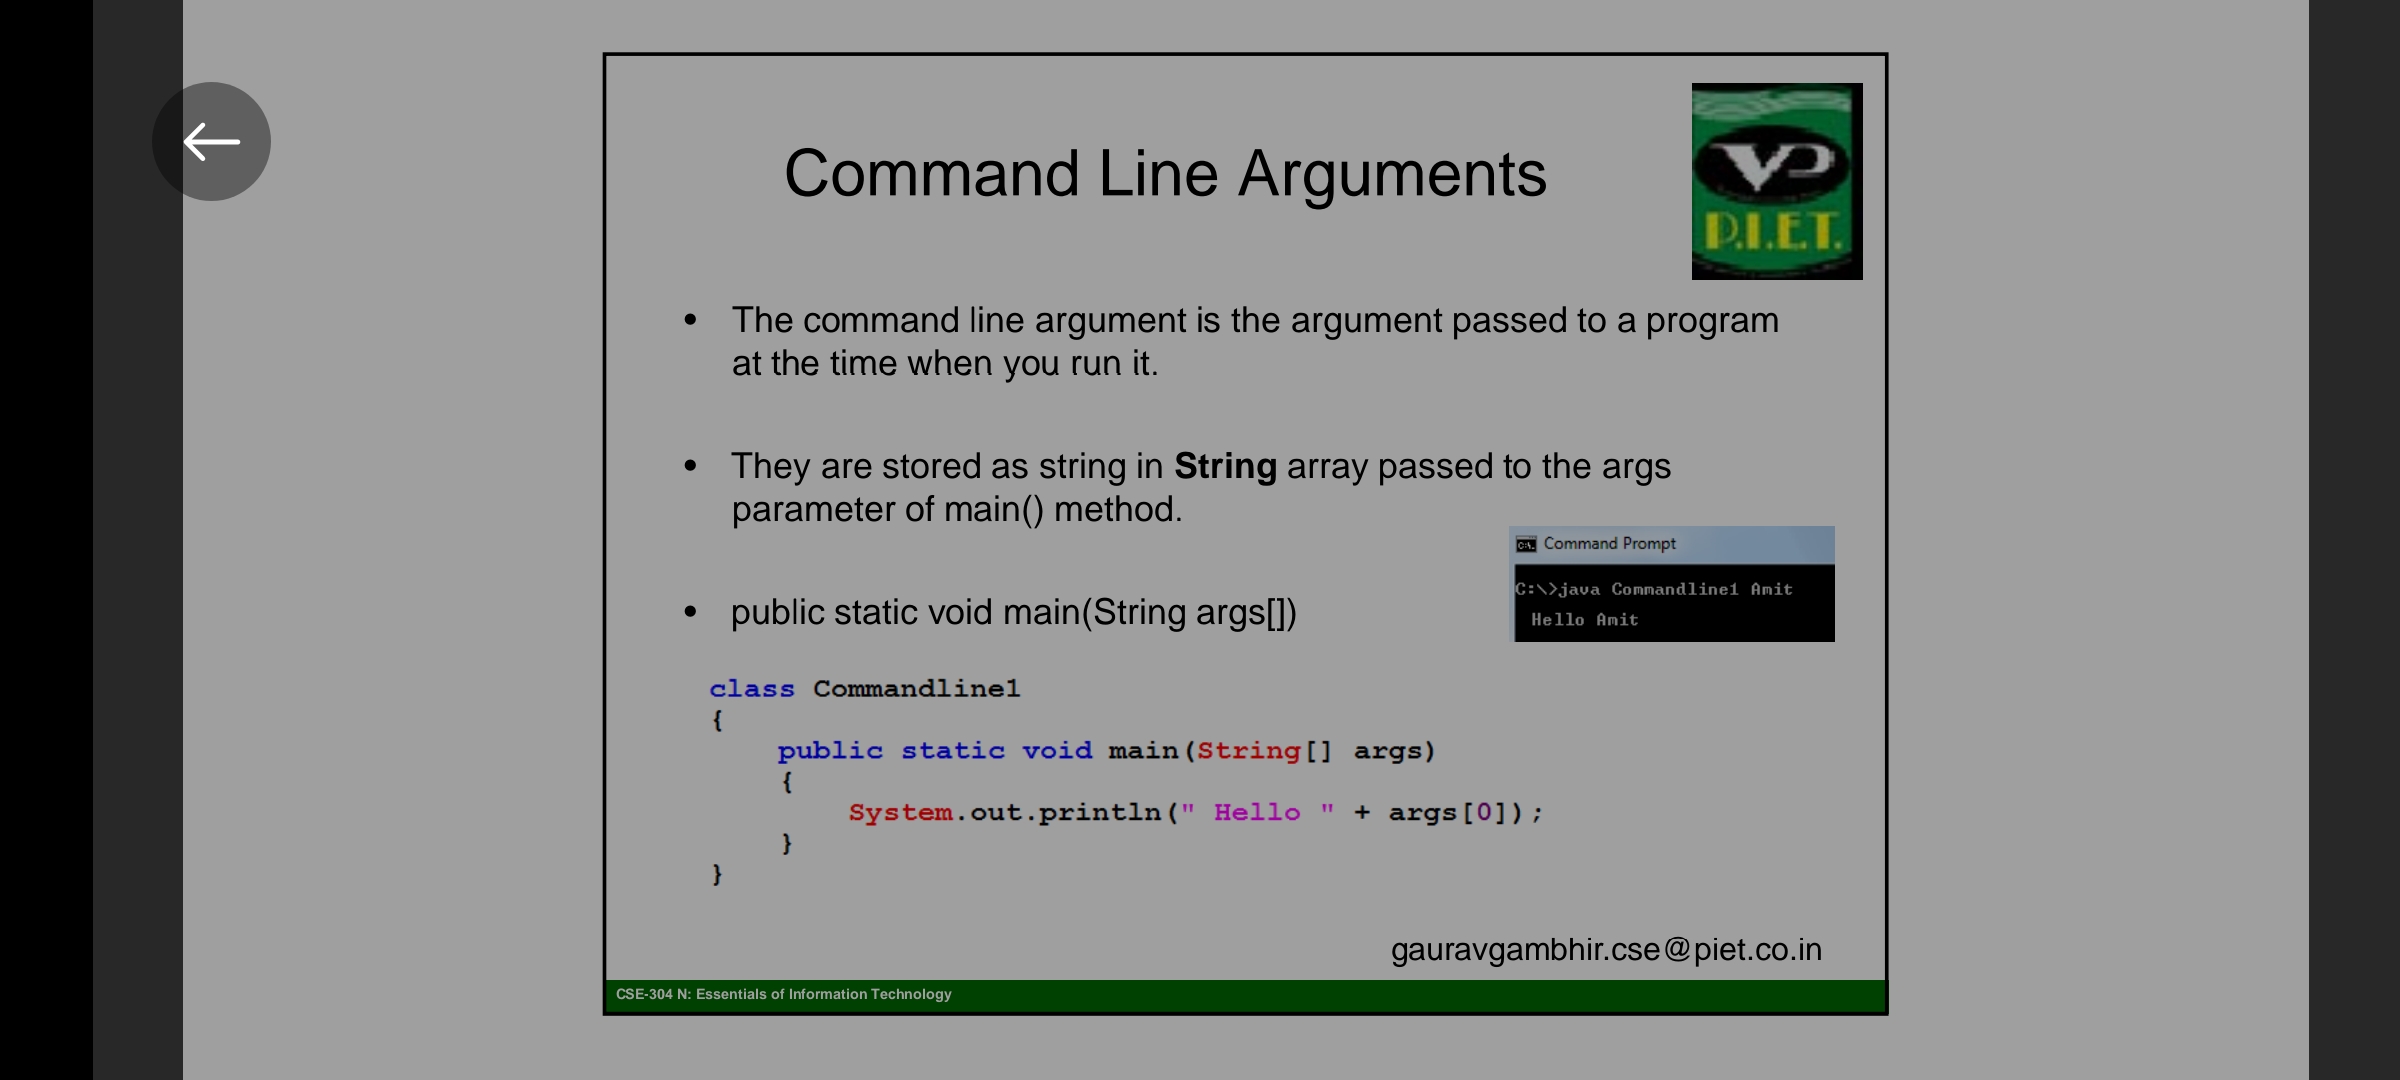 Command Line Arguments
P.I.E.T.
• The command line argument is the argument passed to a program
at the time when you run it.
• They are stored as string in String array passed to the args
parameter of main() method.
Command Prompt
C:\>java Commandline1 Amit
Hello Amit
• public static void main(String args[])
class Commandline1
{
public static void main(String[] args)
{
System.out.println(" Hello " + args[0]);
}
}
gauravgambhir.cse@piet.co.in
CSE-304 N: Essentials of Information Technology